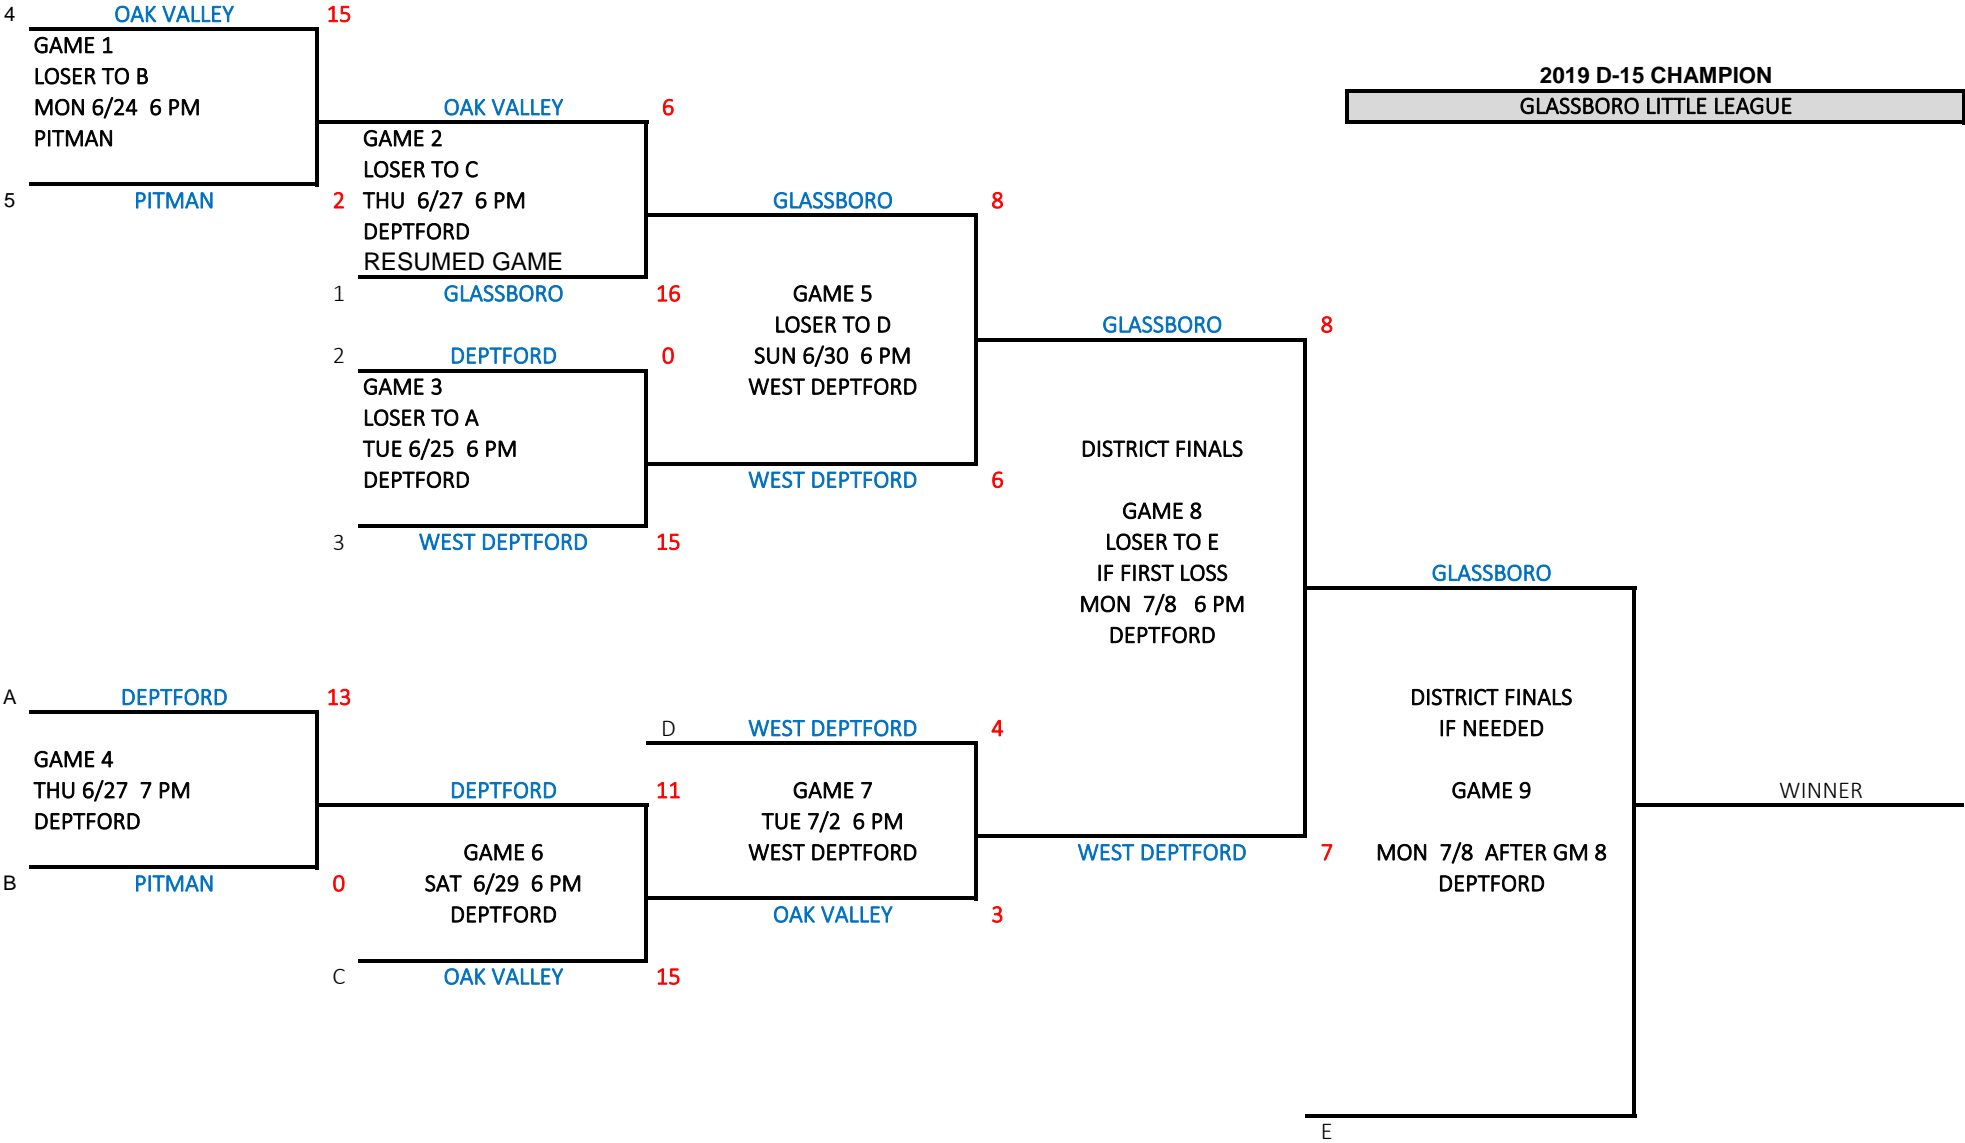 4 OAK VALLEY 15
GAME 1
LOSER TO B
MON 6/24 6 PM
PITMAN
5 PITMAN 2
OAK VALLEY 6
GAME 2
LOSER TO C
THU 6/27 6 PM
DEPTFORD
RESUMED GAME
1 GLASSBORO 16
2 DEPTFORD 0
GAME 3
LOSER TO A
TUE 6/25 6 PM
DEPTFORD
3 WEST DEPTFORD 15
GLASSBORO 8
GAME 5
LOSER TO D
SUN 6/30 6 PM
WEST DEPTFORD
WEST DEPTFORD 6
2019 D-15 CHAMPION
GLASSBORO LITTLE LEAGUE
GLASSBORO 8
DISTRICT FINALS
GAME 8
LOSER TO E
IF FIRST LOSS
MON 7/8 6 PM
DEPTFORD
WEST DEPTFORD 7
A DEPTFORD 13
GAME 4
THU 6/27 7 PM
DEPTFORD
B PITMAN 0
DEPTFORD 11
GAME 6
SAT 6/29 6 PM
DEPTFORD
C OAK VALLEY 15
D WEST DEPTFORD 4
GAME 7
TUE 7/2 6 PM
WEST DEPTFORD
OAK VALLEY 3
GLASSBORO
DISTRICT FINALS
IF NEEDED
GAME 9
MON 7/8 AFTER GM 8
DEPTFORD
E
WINNER